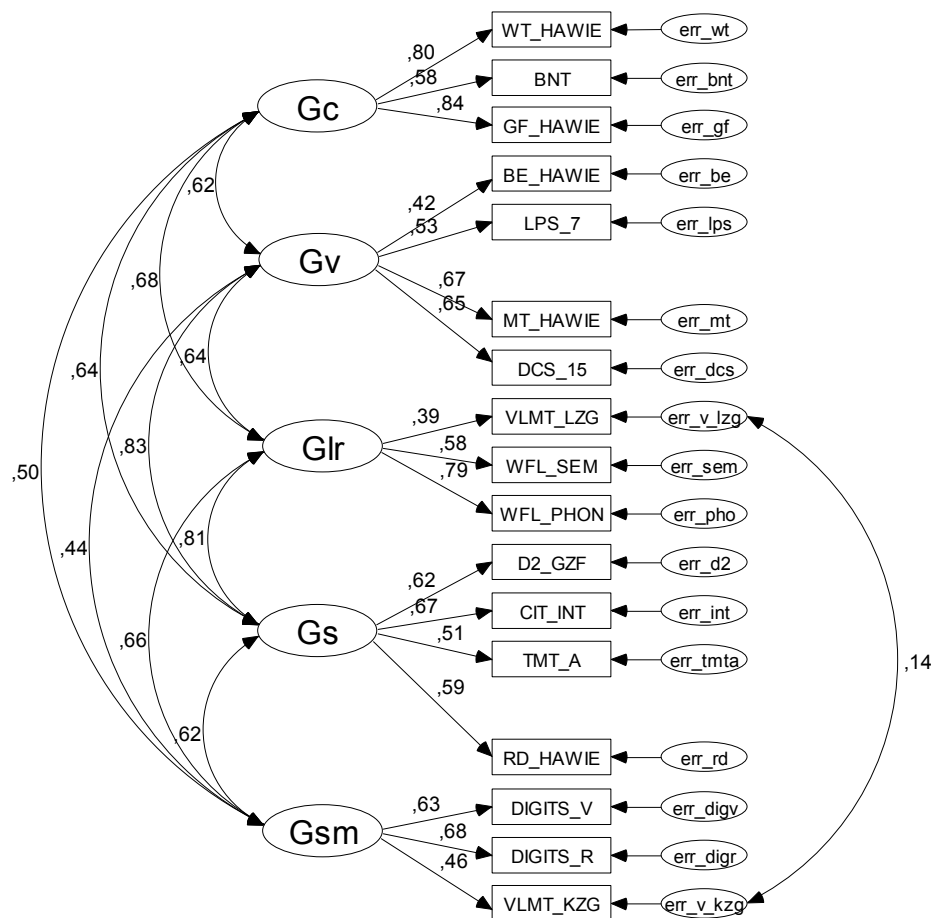 WT_HAWIE err_wt
,80
,58
BNT err_bnt
Gc
,84
GF_HAWIE err_gf
BE_HAWIE err_be
,62
,42
,53
LPS_7 err_lps
Gv
,68
,67
,65
MT_HAWIE err_mt
,64
,64
DCS_15 err_dcs
,39
VLMT_LZG err_v_lzg
Glr
,83
,58
WFL_SEM err_sem
,50
,79
WFL_PHON err_pho
,44
,81
D2_GZF err_d2
,62
,67
CIT_INT err_int
Gs
,66
,51
TMT_A err_tmta
,14
,59
,62
RD_HAWIE err_rd
,63
DIGITS_V err_digv
Gsm
,68
DIGITS_R err_digr
,46
VLMT_KZG err_v_kzg